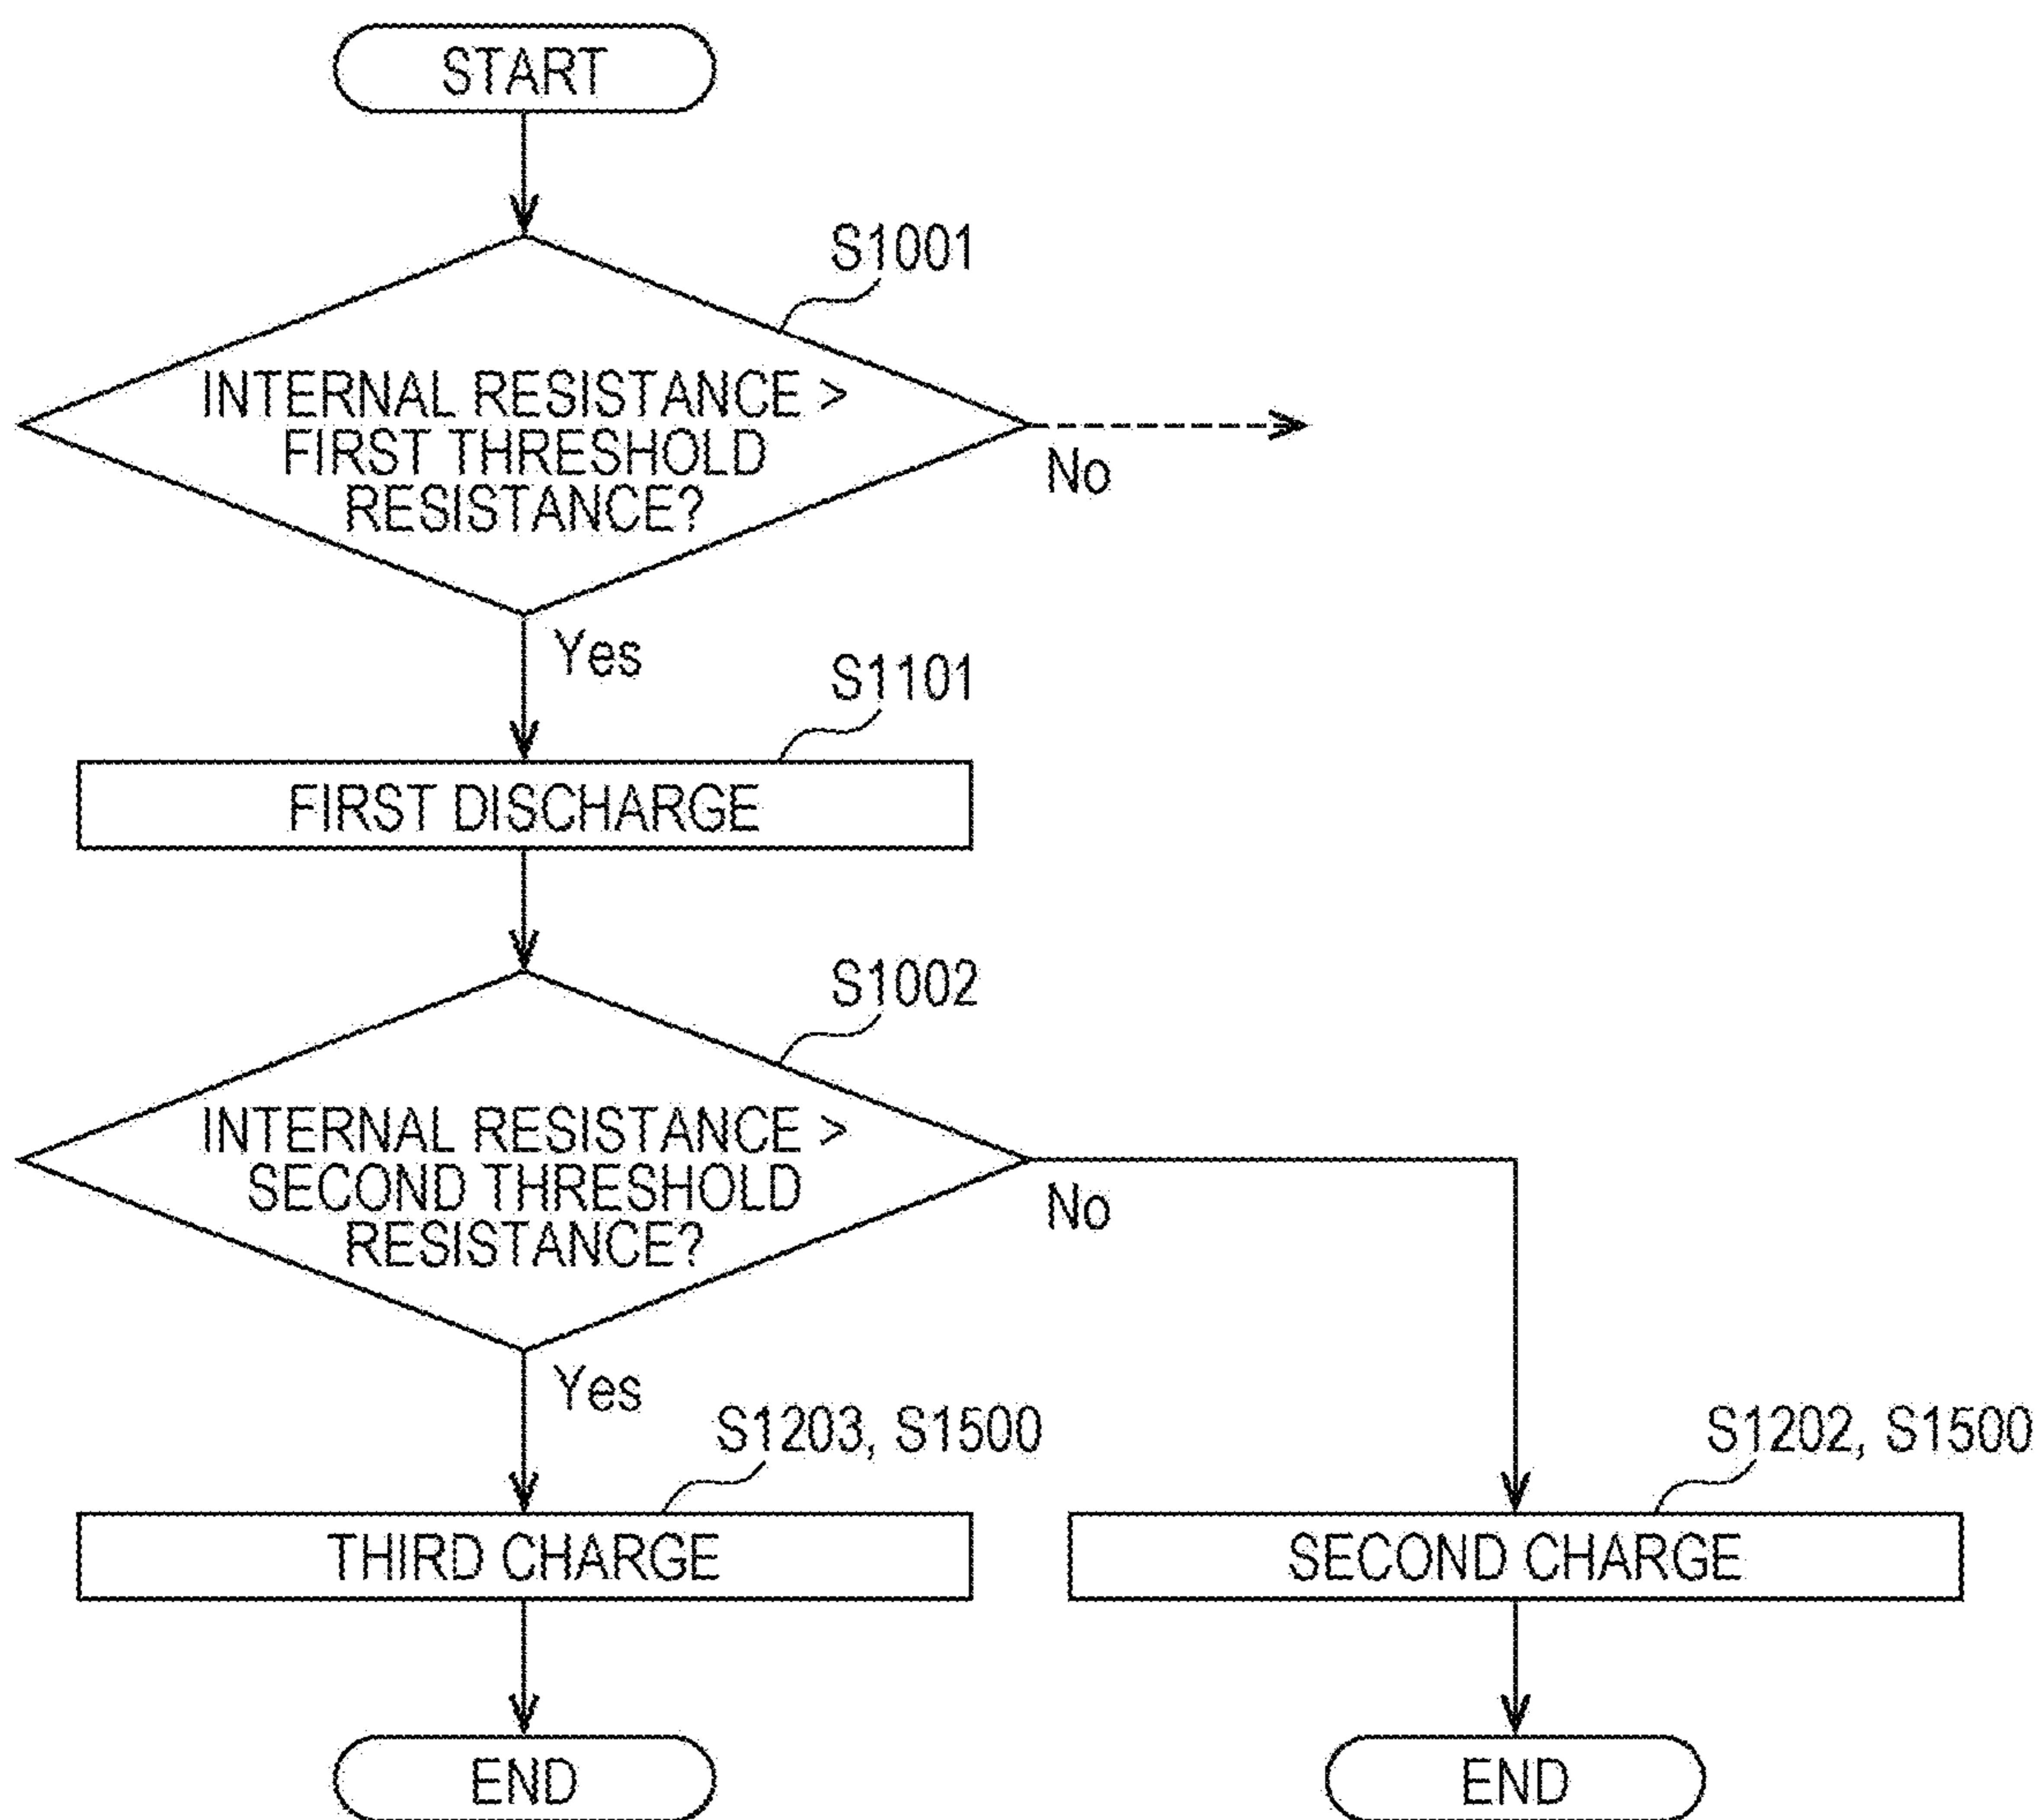 START
S1001
INTERNAL RESISTANCE >
FIRST THRESHOLD
RESISTANCE?
No
Yes
S1101
FIRST DISCHARGE
S1002
INTERNAL RESISTANCE >
SECOND THRESHOLD
RESISTANCE?
No
Yes
S1203, S1500
S1202, S1500
THIRD CHARGE
SECOND CHARGE
END
END